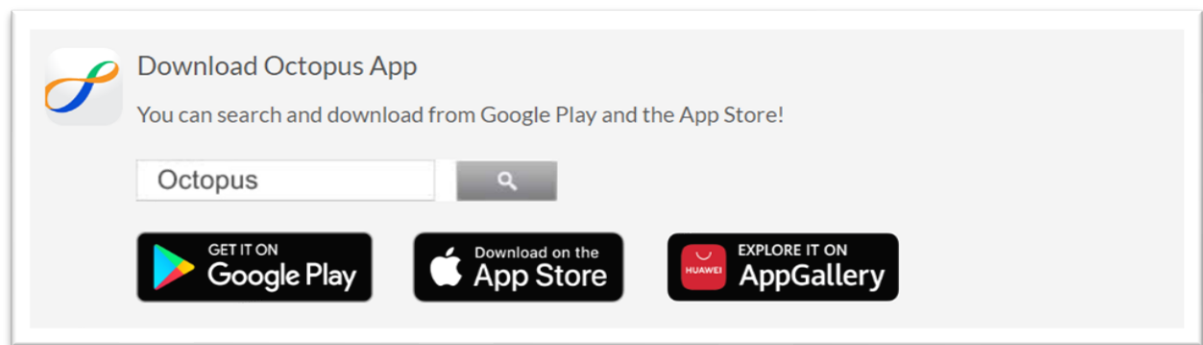 Download Octopus App
You can search and download from Google Play and the App Store!
Octopus
GET IT ON
Google Play
Download on the
App Store
HUAWEI
EXPLORE IT ON
AppGallery